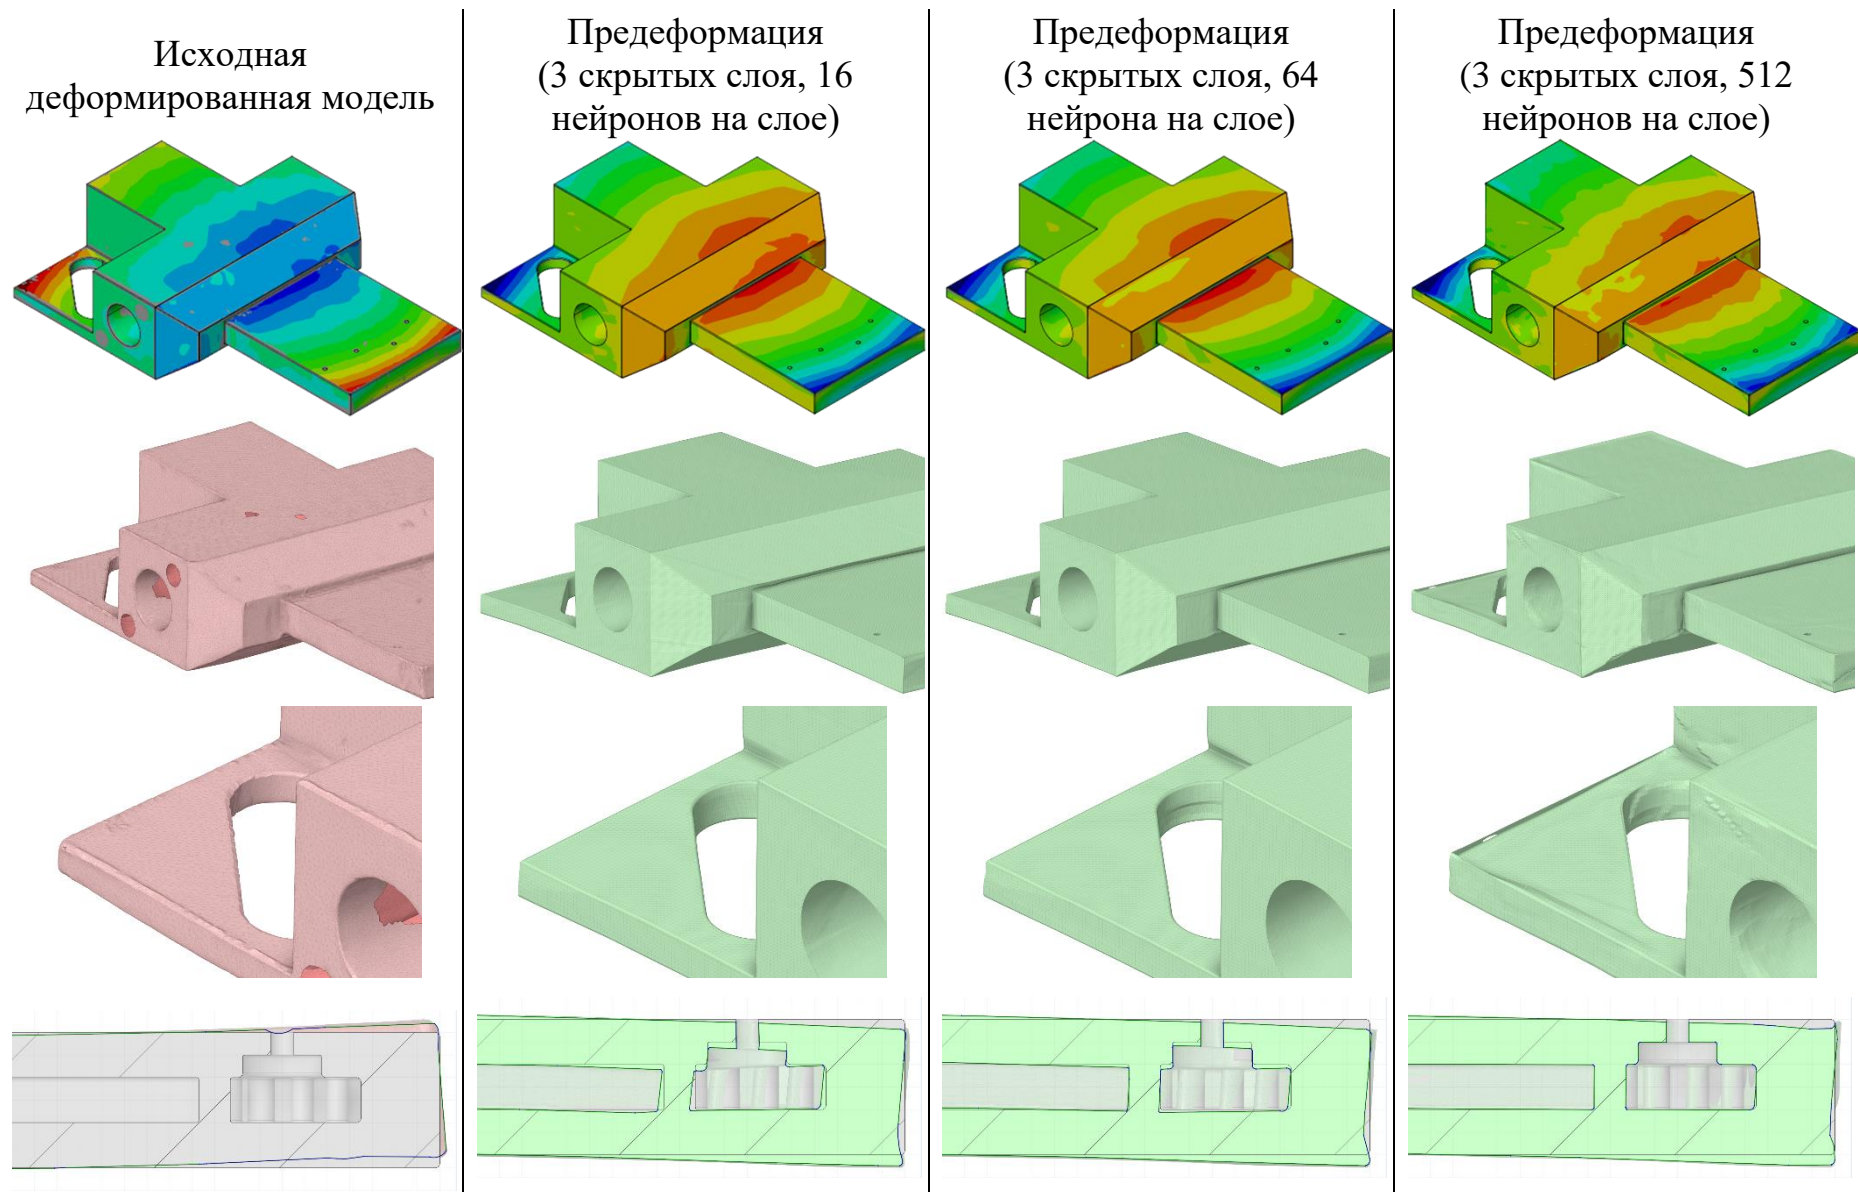 Исходная
деформированная модель
Предеформация
(3 скрытых слоя, 16
нейронов на слое)
Предеформация
(3 скрытых слоя, 64
нейрона на слое)
Предеформация
(3 скрытых слоя, 512
нейронов на слое)